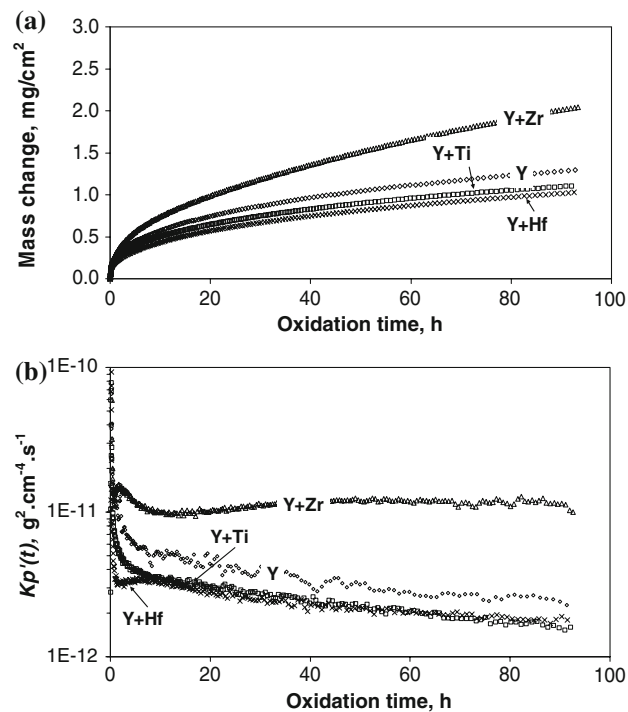 (a)
3.0
2.5
2.0
1.5
1.0
0.5
0.0
Mass change, mg/cm²
Y+Zr
Y+Ti
Y
Y+Hf
0 20 40 60 80 100
Oxidation time, h
(b)
1E-10
1E-11
1E-12
Kp'(t), g².cm⁻⁴.s⁻¹
Y+Zr
Y+Ti
Y
Y+Hf
0 20 40 60 80 100
Oxidation time, h